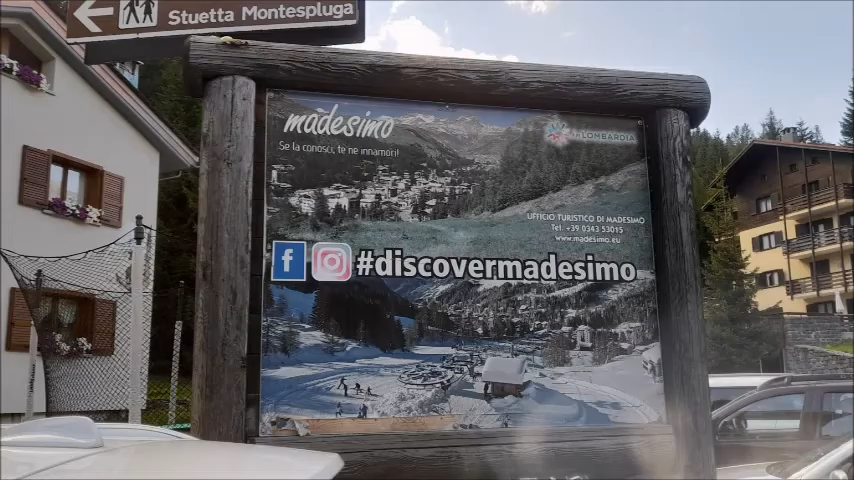 Stuetta Montespluga
madesimo
Se la conosci, te ne innamori!
inLOMBARDIA
UFFICIO TURISTICO DI MADESIMO
Tel. +39 0343 53015
www.madesimo.eu
f #discovermadesimo